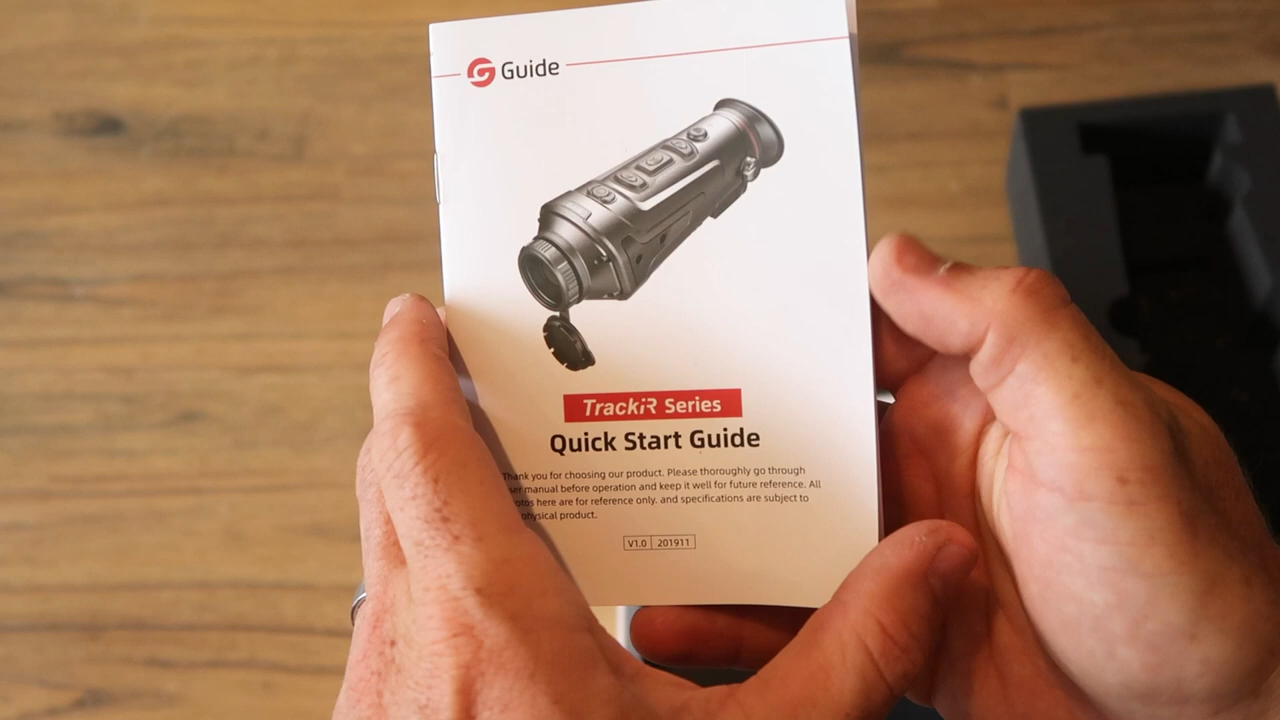 Guide
TrackiR Series
Quick Start Guide
Thank you for choosing our product. Please thoroughly go through
manual before operation and keep it well for future reference. All
here are for reference only. and specifications are subject to
physical product.
V1.0 201911